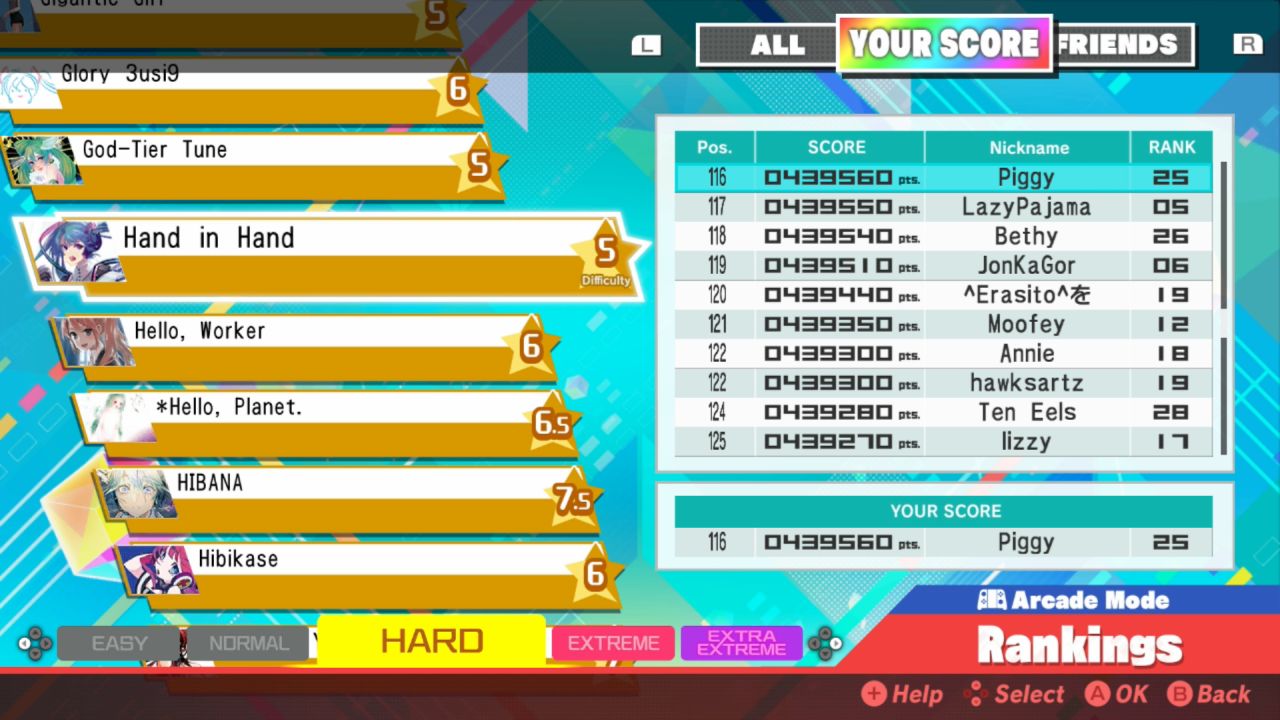 Gigantic Girl
5
L
ALL
YOUR SCORE
FRIENDS
R
Glory 3usi9
6
God-Tier Tune
5
Hand in Hand
5
Difficulty
Hello, Worker
6
*Hello, Planet.
6.5
HIBANA
7.5
Hibikase
6
Pos. SCORE Nickname RANK
116 0439560 pts. Piggy 25
117 0439550 pts. LazyPajama 05
118 0439540 pts. Bethy 26
119 0439510 pts. JonKaGor 06
120 0439440 pts. ^Erasito^を 19
121 0439350 pts. Moofey 12
122 0439300 pts. Annie 18
122 0439300 pts. hawksartz 19
124 0439280 pts. Ten Eels 28
125 0439270 pts. lizzy 17
YOUR SCORE
116 0439560 pts. Piggy 25
Arcade Mode
Rankings
EASY NORMAL HARD EXTREME EXTRA EXTREME
+ Help Select A OK B Back